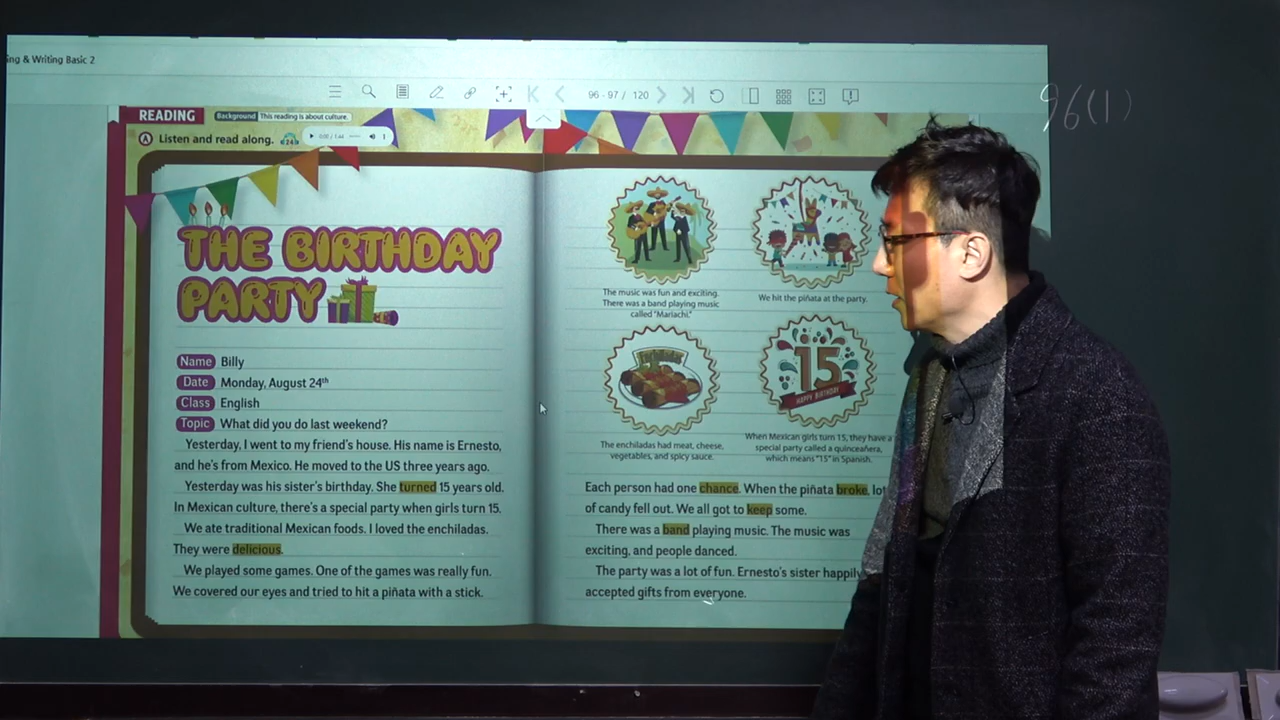 ing & Writing Basic 2
96 - 97 / 120
96(1)
READING
Background This reading is about culture.
A Listen and read along.
THE BIRTHDAY
PARTY
Name Billy
Date Monday, August 24th
Class English
Topic What did you do last weekend?
Yesterday, I went to my friend's house. His name is Ernesto,
and he's from Mexico. He moved to the US three years ago.
Yesterday was his sister's birthday. She turned 15 years old.
In Mexican culture, there's a special party when girls turn 15.
We ate traditional Mexican foods. I loved the enchiladas.
They were delicious.
We played some games. One of the games was really fun.
We covered our eyes and tried to hit a piñata with a stick.
The music was fun and exciting.
There was a band playing music
called "Mariachi."
We hit the piñata at the party.
15
HAPPY BIRTHDAY
The enchiladas had meat, cheese,
vegetables, and spicy sauce.
When Mexican girls turn 15, they have a
special party called a quinceañera,
which means "15" in Spanish.
Each person had one chance. When the piñata broke, lot
of candy fell out. We all got to keep some.
There was a band playing music. The music was
exciting, and people danced.
The party was a lot of fun. Ernesto's sister happily
accepted gifts from everyone.